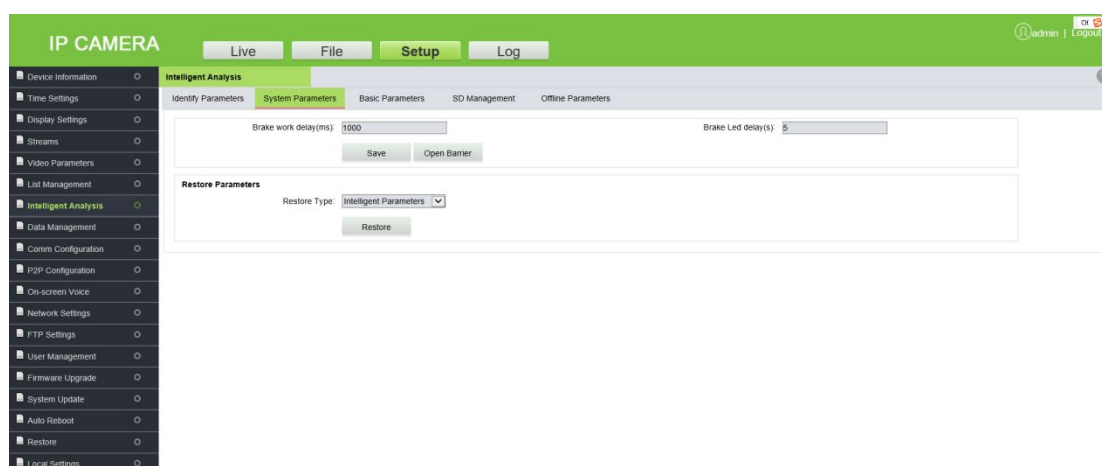 CH
admin | Logout
IP CAMERA
Live File Setup Log
Device Information
Time Settings
Display Settings
Streams
Video Parameters
List Management
Intelligent Analysis
Data Management
Comm Configuration
P2P Configuration
On-screen Voice
Network Settings
FTP Settings
User Management
Firmware Upgrade
System Update
Auto Reboot
Restore
Local Settings
Intelligent Analysis
Identify Parameters System Parameters Basic Parameters SD Management Offline Parameters
Brake work delay(ms): 1000 Brake Led delay(s): 5
Save Open Barrier
Restore Parameters
Restore Type: Intelligent Parameters
Restore